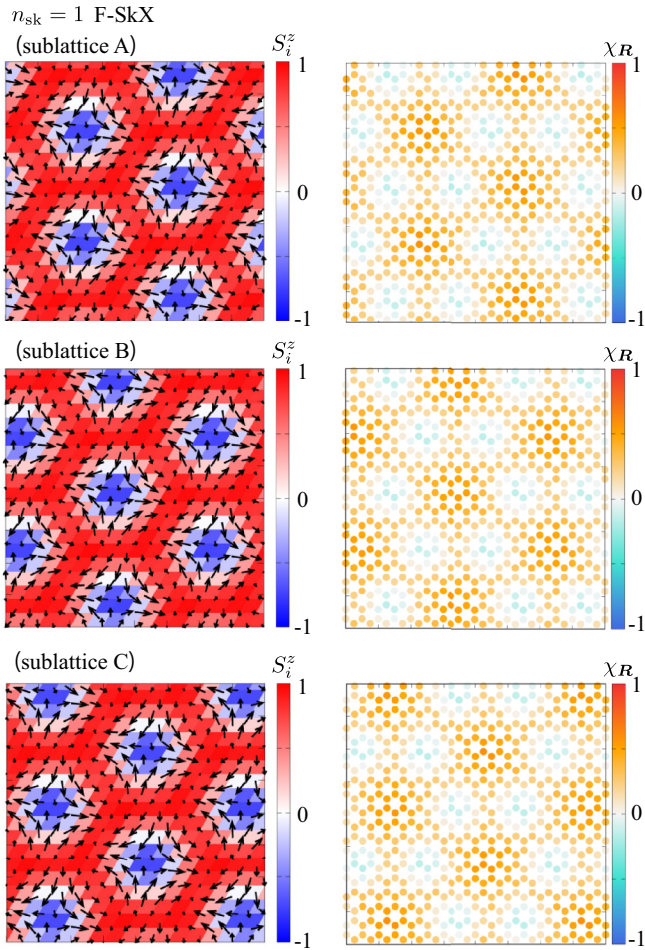 n_sk = 1 F-SkX
(sublattice A)
S_i^z
χ_R
1
0
-1
1
0
-1
(sublattice B)
S_i^z
χ_R
1
0
-1
1
0
-1
(sublattice C)
S_i^z
χ_R
1
0
-1
1
0
-1